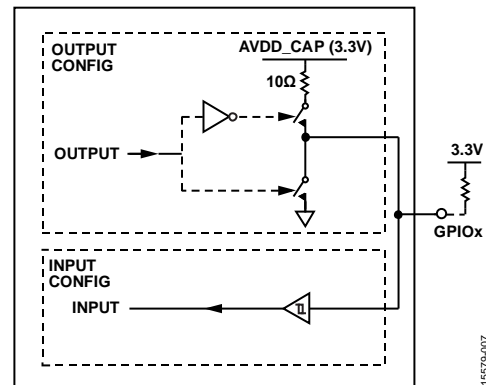 OUTPUT
CONFIG
AVDD_CAP (3.3V)
10Ω
OUTPUT
3.3V
GPIOx
INPUT
CONFIG
INPUT
15579-007